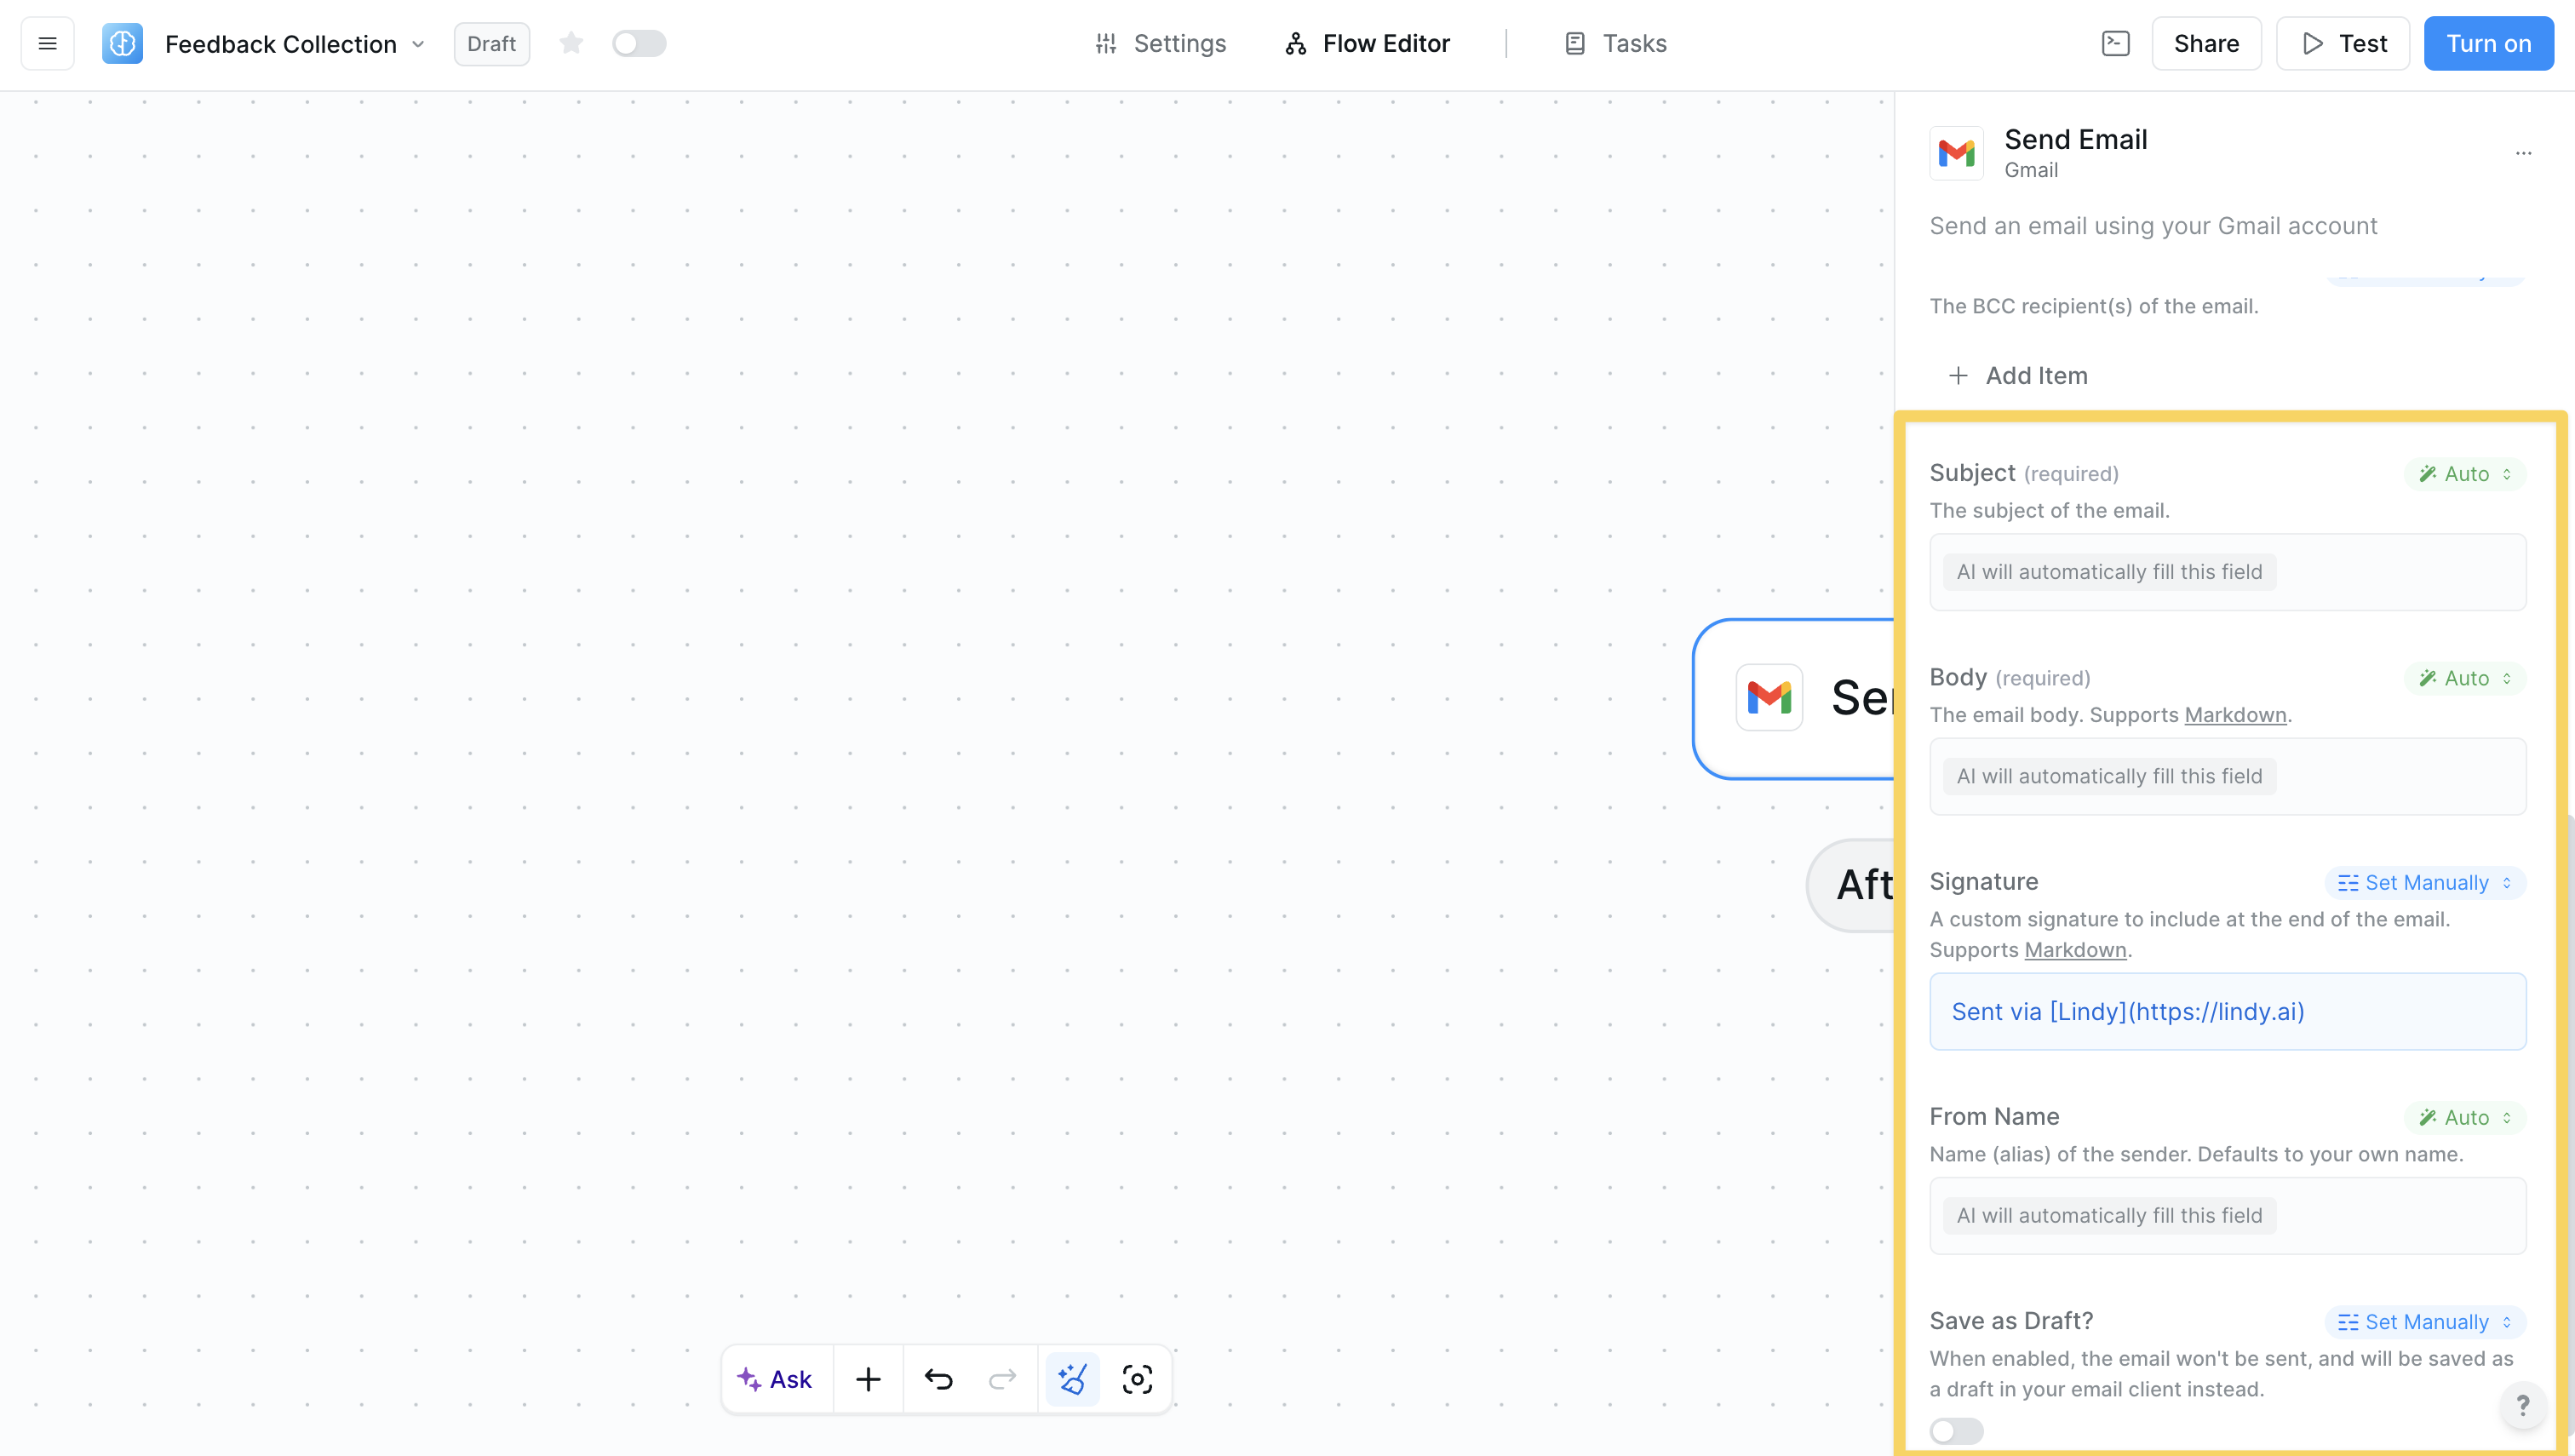 Feedback Collection
Draft
Settings
Flow Editor
Tasks
Share
Test
Turn on
Send Email
Gmail
Send an email using your Gmail account
The BCC recipient(s) of the email.
Add Item
Subject (required)
Auto
The subject of the email.
AI will automatically fill this field
Body (required)
Auto
The email body. Supports Markdown.
AI will automatically fill this field
Signature
Set Manually
A custom signature to include at the end of the email.
Supports Markdown.
Sent via [Lindy](https://lindy.ai)
From Name
Auto
Name (alias) of the sender. Defaults to your own name.
AI will automatically fill this field
Save as Draft?
Set Manually
When enabled, the email won't be sent, and will be saved as
a draft in your email client instead.
?
Aft
Ask